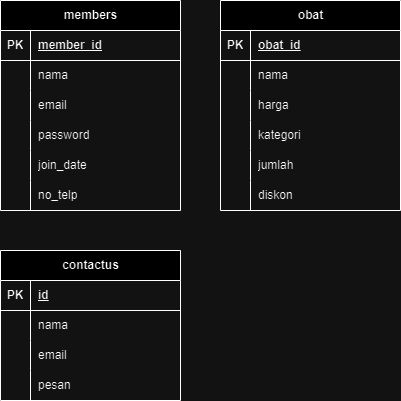 members
PK member_id
nama
email
password
join_date
no_telp
obat
PK obat_id
nama
harga
kategori
jumlah
diskon
contactus
PK id
nama
email
pesan